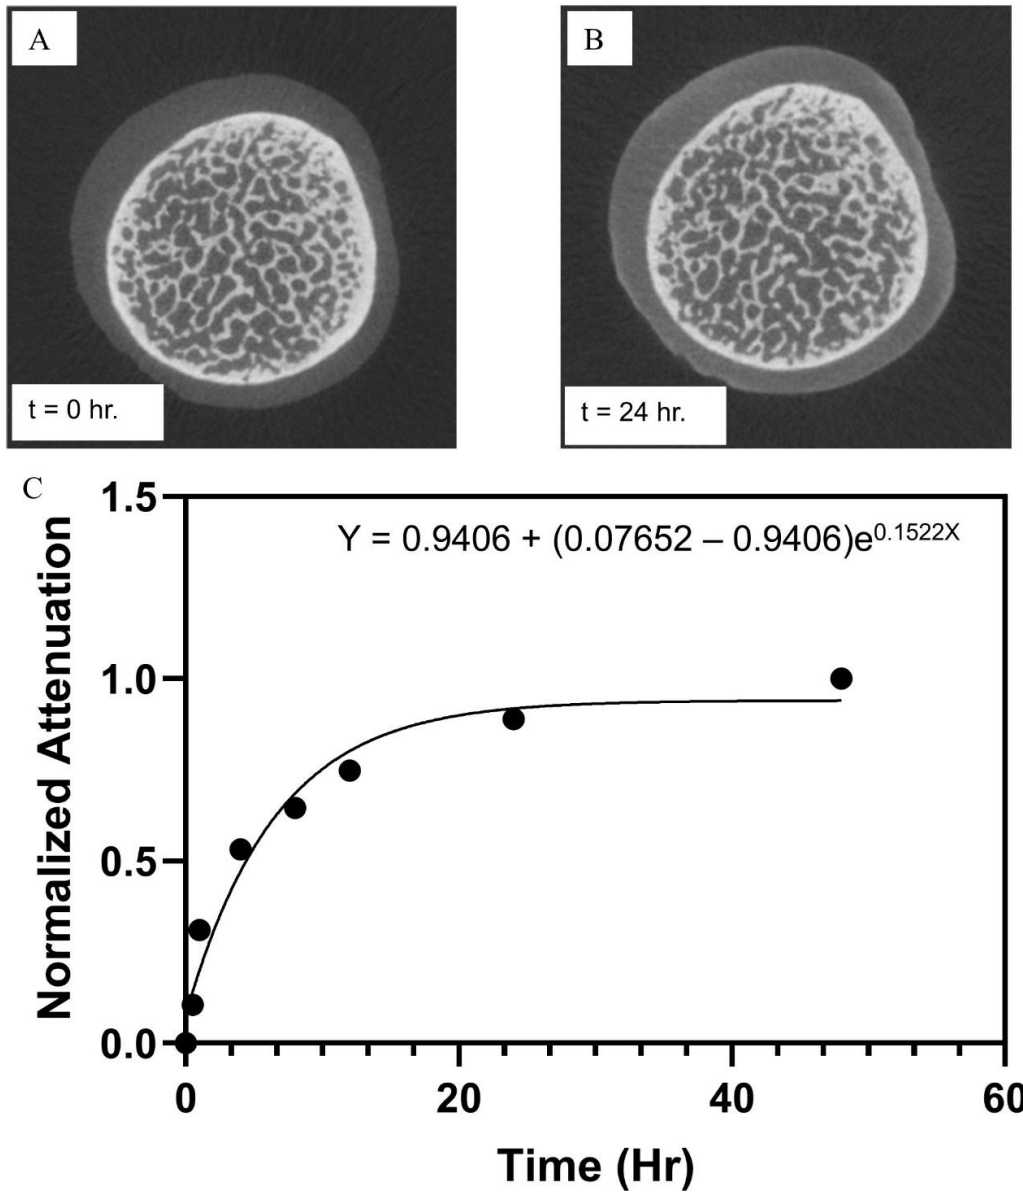 A
B
t = 0 hr.
t = 24 hr.
C
Y = 0.9406 + (0.07652 – 0.9406)e^0.1522X
1.5
1.0
0.5
0.0
Normalized Attenuation
0 20 40 60
Time (Hr)